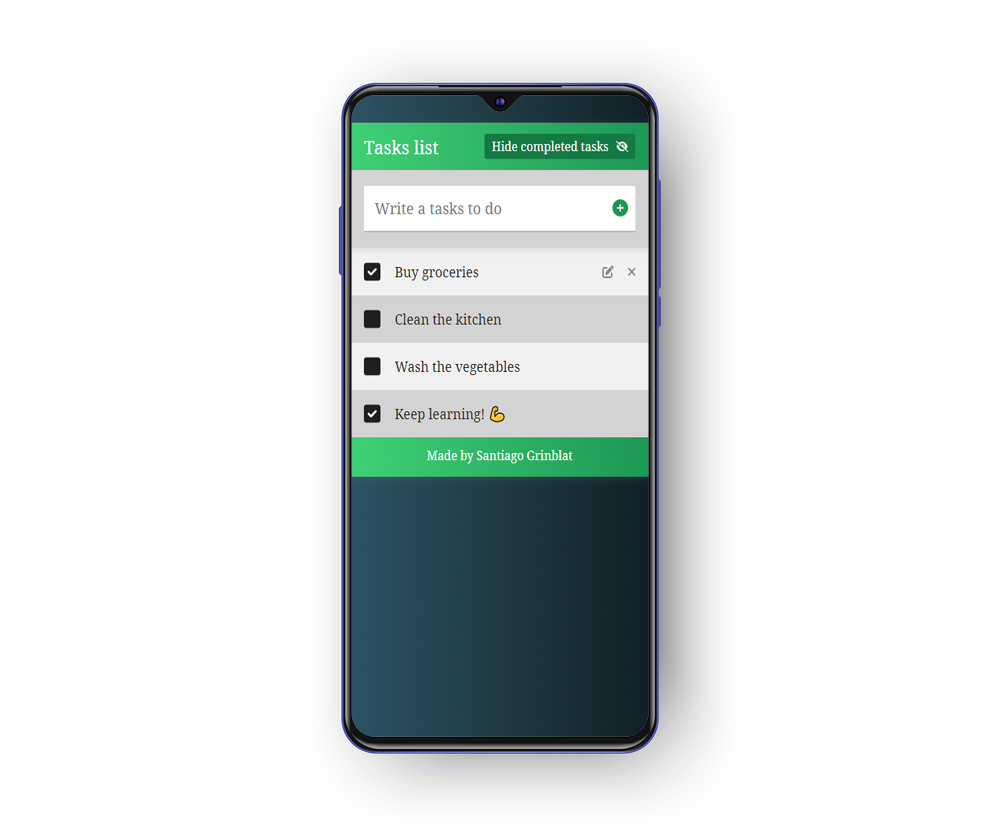 Tasks list
Hide completed tasks
Write a tasks to do
Buy groceries
Clean the kitchen
Wash the vegetables
Keep learning! 💪
Made by Santiago Grinblat